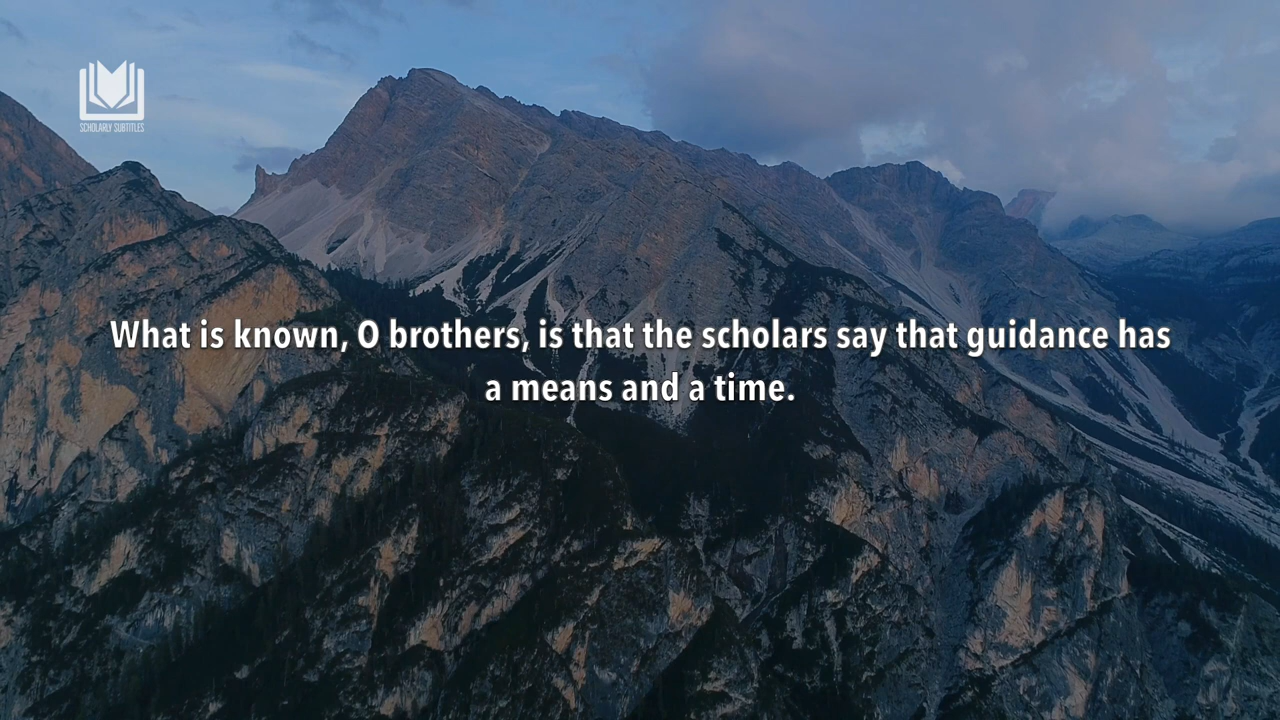 SCHOLARLY SUBTITLES
What is known, O brothers, is that the scholars say that guidance has
a means and a time.